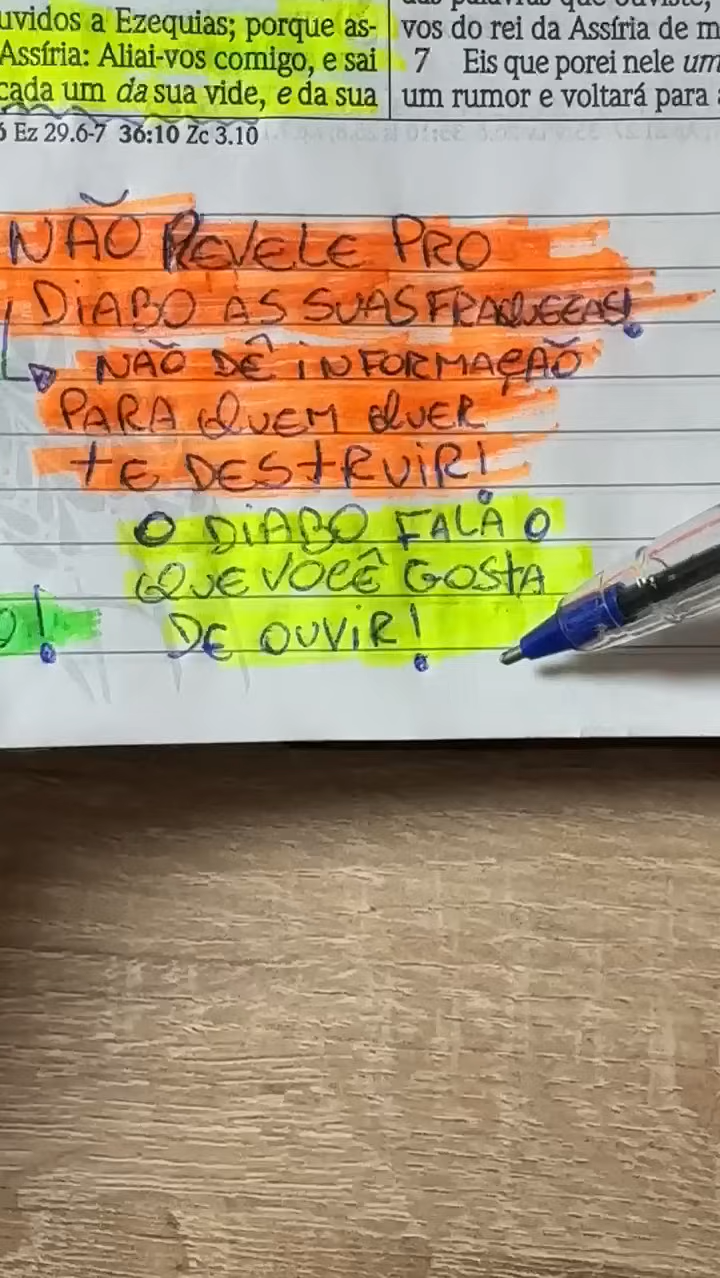 uvidos a Ezequias; porque as-
Assíria: Aliai-vos comigo, e sai
cada um da sua vide, e da sua
Ez 29.6-7 36:10 Zc 3.10
vos do rei da Assíria de m
7 Eis que porei nele um
um rumor e voltará para
NÃO REVELE PRO
DIABO AS SUAS FRAQUEZAS!
NÃO DÊ INFORMAÇÃO
PARA QUEM QUER
TE DESTRUIR!
O DIABO FALA O
QUE VOCÊ GOSTA
DE OUVIR!
O!